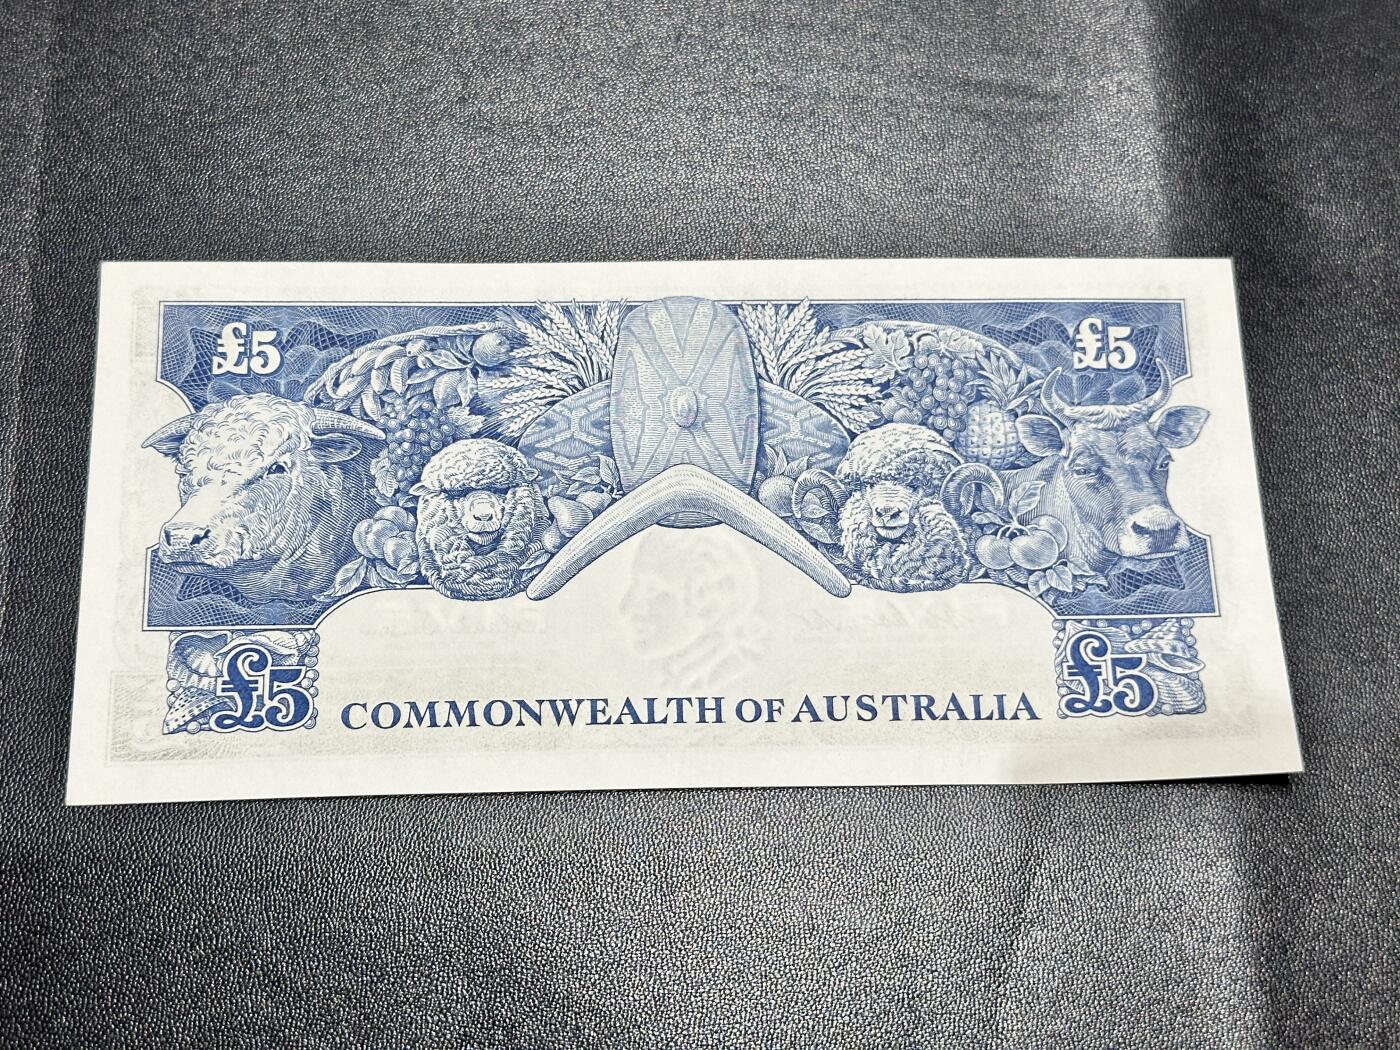 £5 £5
£5 COMMONWEALTH OF AUSTRALIA £5